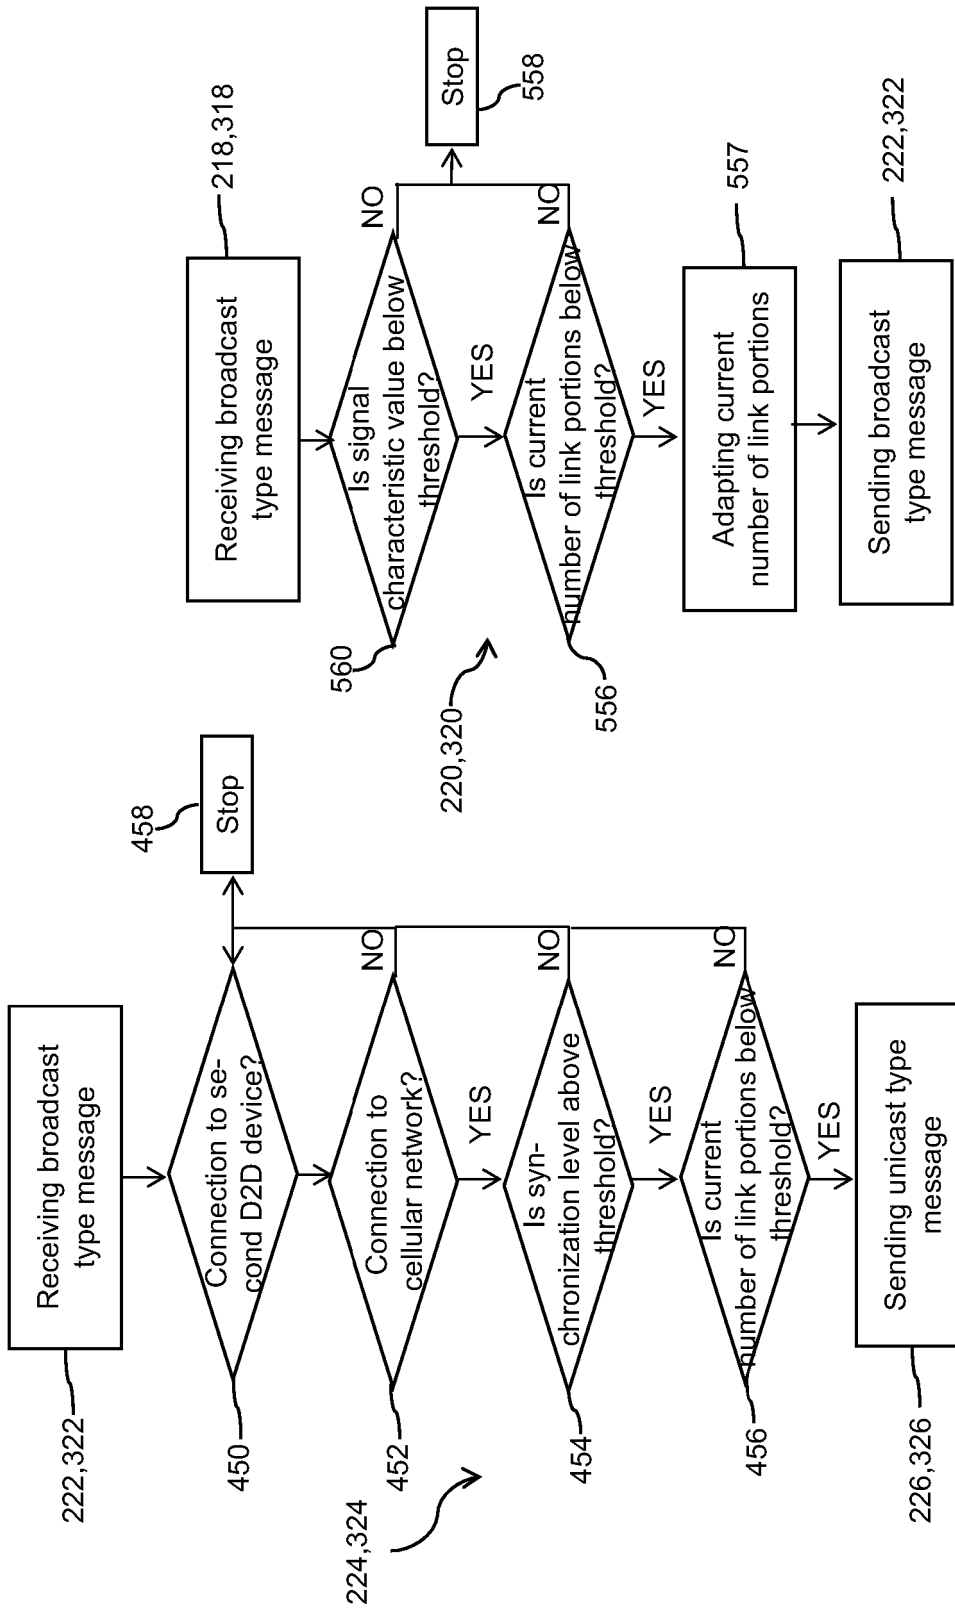 222,322
Receiving broadcast
type message
458
Stop
450
Connection to se-
cond D2D device?
452
Connection to
cellular network?
NO
YES
224,324
454
Is syn-
chronization level above
threshold?
NO
YES
456
Is current
number of link portions below
threshold?
NO
YES
226,326
Sending unicast type
message
218,318
Receiving broadcast
type message
560
Is signal
characteristic value below
threshold?
NO
YES
Stop
558
220,320
556
Is current
number of link portions below
threshold?
NO
YES
557
Adapting current
number of link portions
222,322
Sending broadcast
type message